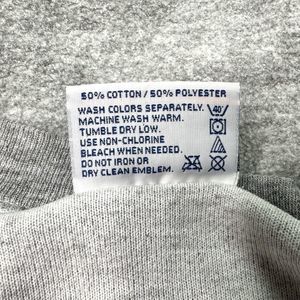 50% COTTON / 50% POLYESTER
WASH COLORS SEPARATELY.
MACHINE WASH WARM.
TUMBLE DRY LOW.
USE NON-CHLORINE
BLEACH WHEN NEEDED.
DO NOT IRON OR
DRY CLEAN EMBLEM.
40